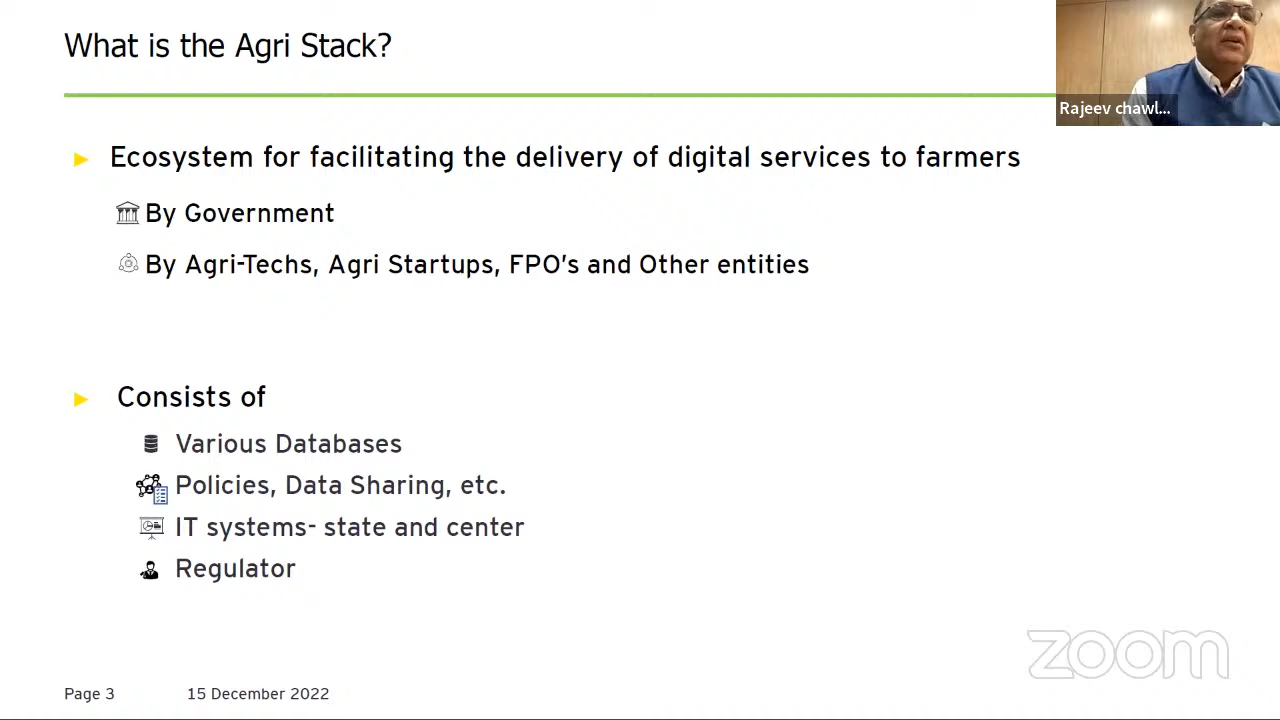 What is the Agri Stack?
Rajeev chawl...
Ecosystem for facilitating the delivery of digital services to farmers
By Government
By Agri-Techs, Agri Startups, FPO’s and Other entities
Consists of
Various Databases
Policies, Data Sharing, etc.
IT systems- state and center
Regulator
zoom
Page 3 15 December 2022